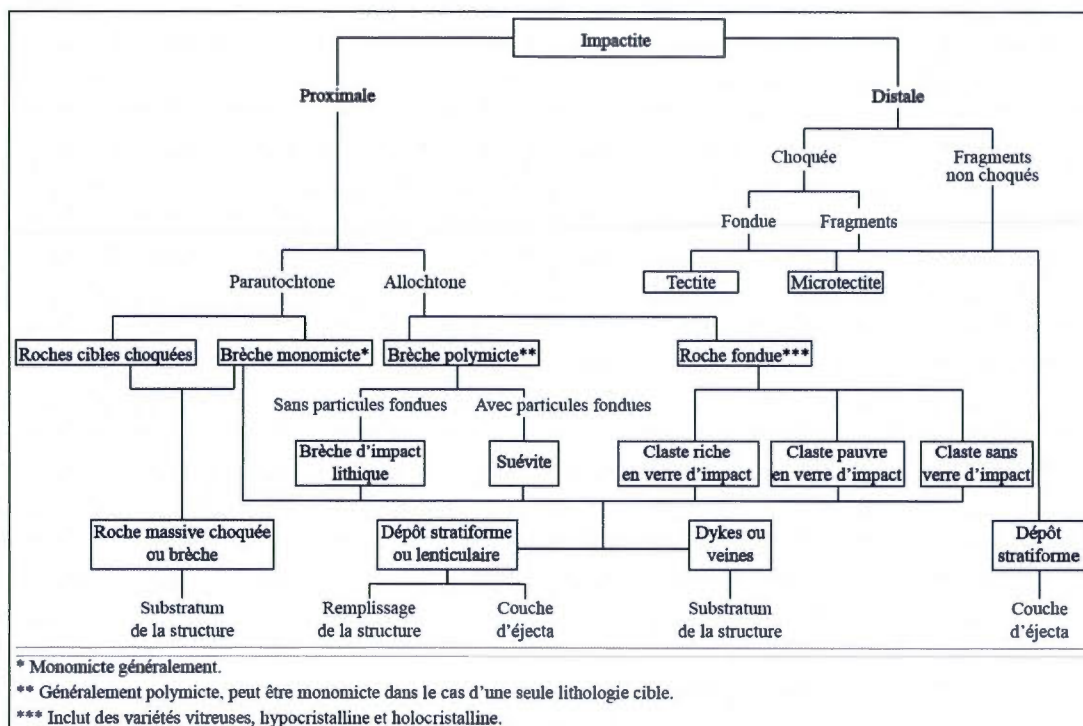 Impactite
Proximale
Distale
Choquée
Fragments
non choqués
Fondue
Fragments
Parautochtone
Allochtone
Tectite
Microtectite
Roches cibles choquées
Brèche monomicte*
Brèche polymicte**
Roche fondue***
Sans particules fondues
Avec particules fondues
Brèche d'impact
lithique
Suévite
Claste riche
en verre d'impact
Claste pauvre
en verre d'impact
Claste sans
verre d'impact
Roche massive choquée
ou brèche
Dépôt stratiforme
ou lenticulaire
Dykes ou
veines
Dépôt
stratiforme
Substratum
de la structure
Remplissage
de la structure
Couche
d'éjecta
Substratum
de la structure
Couche
d'éjecta
* Monomicte généralement.
** Généralement polymicte, peut être monomicte dans le cas d'une seule lithologie cible.
*** Inclut des variétés vitreuses, hypocristalline et holocristalline.